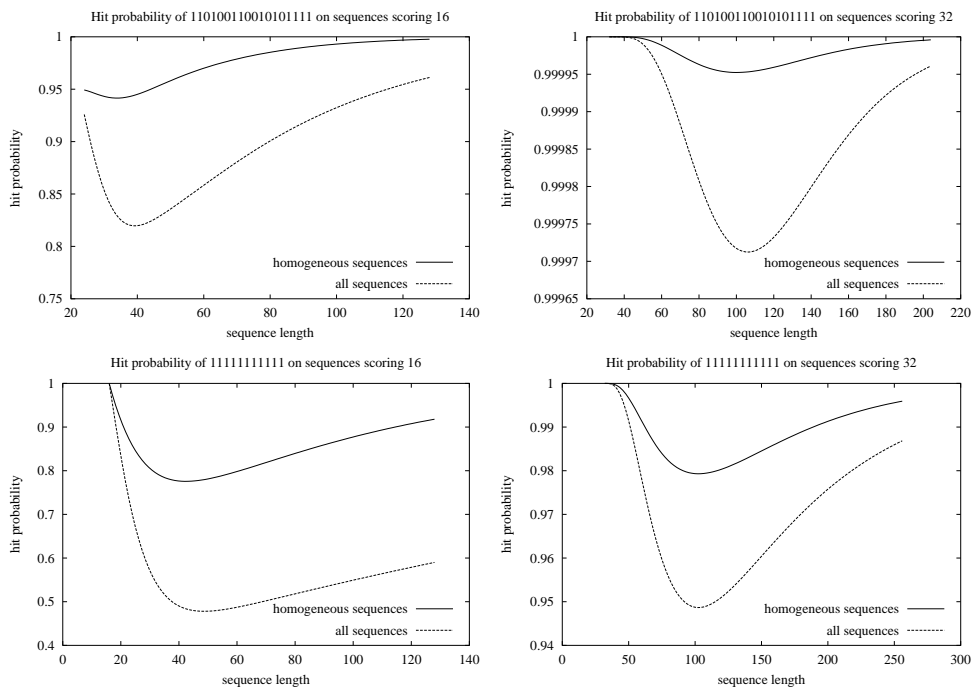 Hit probability of 110100110010101111 on sequences scoring 16
1
0.95
0.9
0.85
0.8
0.75
hit probability
20 40 60 80 100 120 140
sequence length
homogeneous sequences
all sequences
Hit probability of 110100110010101111 on sequences scoring 32
1
0.99995
0.9999
0.99985
0.9998
0.99975
0.9997
0.99965
hit probability
20 40 60 80 100 120 140 160 180 200 220
sequence length
homogeneous sequences
all sequences
Hit probability of 11111111111 on sequences scoring 16
1
0.9
0.8
0.7
0.6
0.5
0.4
hit probability
0 20 40 60 80 100 120 140
sequence length
homogeneous sequences
all sequences
Hit probability of 11111111111 on sequences scoring 32
1
0.99
0.98
0.97
0.96
0.95
0.94
hit probability
0 50 100 150 200 250 300
sequence length
homogeneous sequences
all sequences